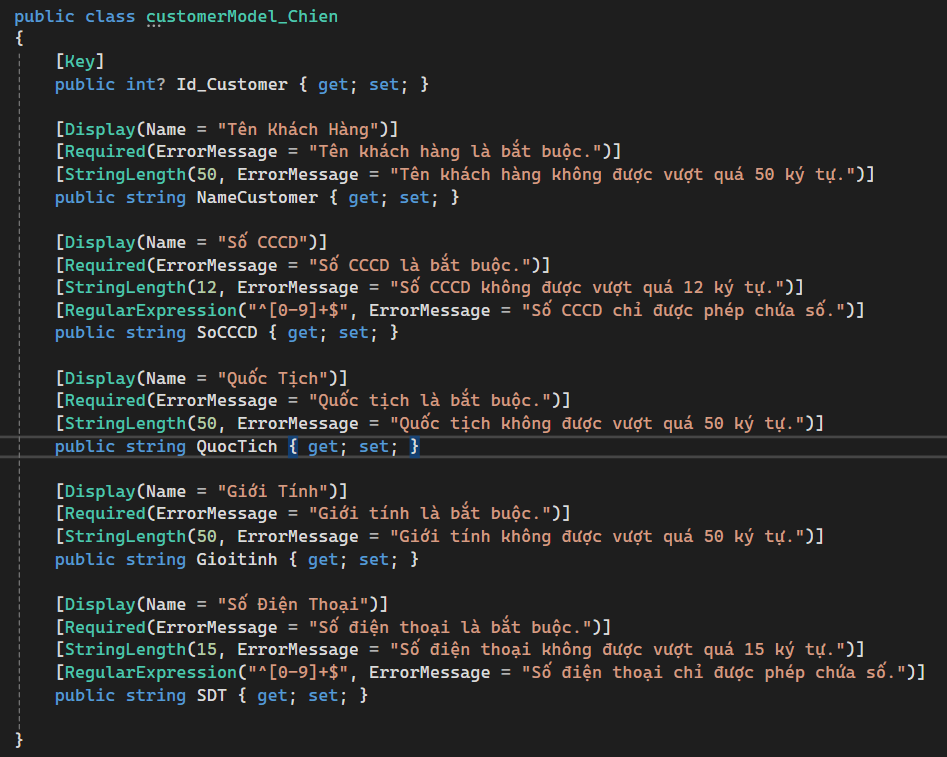 public class customerModel_Chien
{
[Key]
public int? Id_Customer { get; set; }
[Display(Name = "Tên Khách Hàng")]
[Required(ErrorMessage = "Tên khách hàng là bắt buộc.")]
[StringLength(50, ErrorMessage = "Tên khách hàng không được vượt quá 50 ký tự.")]
public string NameCustomer { get; set; }
[Display(Name = "Số CCCD")]
[Required(ErrorMessage = "Số CCCD là bắt buộc.")]
[StringLength(12, ErrorMessage = "Số CCCD không được vượt quá 12 ký tự.")]
[RegularExpression("^[0-9]+$", ErrorMessage = "Số CCCD chỉ được phép chứa số.")]
public string SoCCCD { get; set; }
[Display(Name = "Quốc Tịch")]
[Required(ErrorMessage = "Quốc tịch là bắt buộc.")]
[StringLength(50, ErrorMessage = "Quốc tịch không được vượt quá 50 ký tự.")]
public string QuocTich { get; set; }
[Display(Name = "Giới Tính")]
[Required(ErrorMessage = "Giới tính là bắt buộc.")]
[StringLength(50, ErrorMessage = "Giới tính không được vượt quá 50 ký tự.")]
public string Gioitinh { get; set; }
[Display(Name = "Số Điện Thoại")]
[Required(ErrorMessage = "Số điện thoại là bắt buộc.")]
[StringLength(15, ErrorMessage = "Số điện thoại không được vượt quá 15 ký tự.")]
[RegularExpression("^[0-9]+$", ErrorMessage = "Số điện thoại chỉ được phép chứa số.")]
public string SDT { get; set; }
}